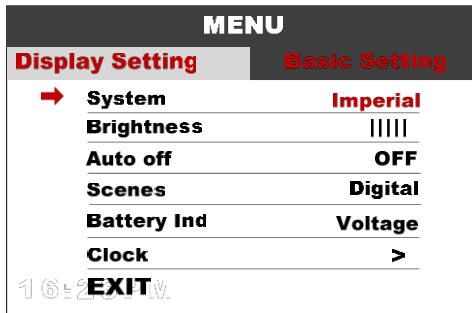 MENU
Display Setting Basic Setting
System Imperial
Brightness |||||
Auto off OFF
Scenes Digital
Battery Ind Voltage
Clock >
EXIT